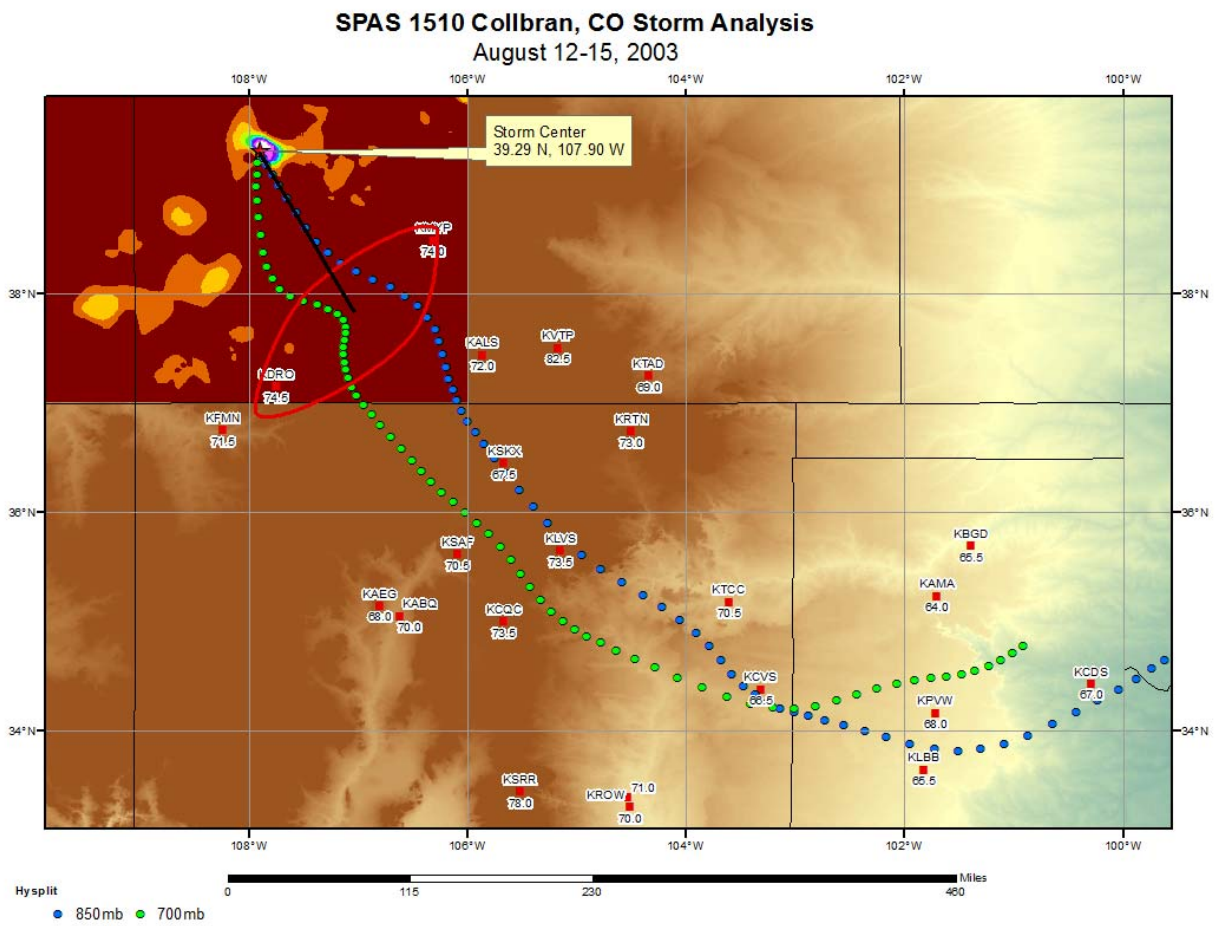 SPAS 1510 Collbran, CO Storm Analysis
August 12-15, 2003
108°W 106°W 104°W 102°W 100°W
Storm Center
39.29 N, 107.90 W
KMYP
74.0
38°N 38°N
KALS
72.0
KVTP
82.5
KTAD
69.0
KDRO
74.5
KFMN
71.5
KRTN
73.0
KSKX
67.5
36°N 36°N
KSAF
70.5
KLVS
73.5
KBGD
65.5
KAEG
68.0
KABQ
70.0
KCQC
73.5
KTCC
70.5
KAMA
64.0
KCVS
66.5
KPVW
68.0
KCDS
67.0
34°N 34°N
KLBB
65.5
KSRR
78.0
KROW
71.0
70.0
108°W 106°W 104°W 102°W 100°W
Miles
0 115 230 460
Hysplit
850mb 700mb